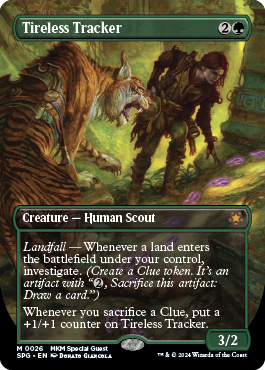 Tireless Tracker 2
Creature — Human Scout
Landfall — Whenever a land enters
the battlefield under your control,
investigate. (Create a Clue token. It's an
artifact with “2, Sacrifice this artifact:
Draw a card.”)
Whenever you sacrifice a Clue, put a
+1/+1 counter on Tireless Tracker.
3/2
M 0026 MKM Special Guest
SPG • EN Donato Giancola
™ & © 2024 Wizards of the Coast